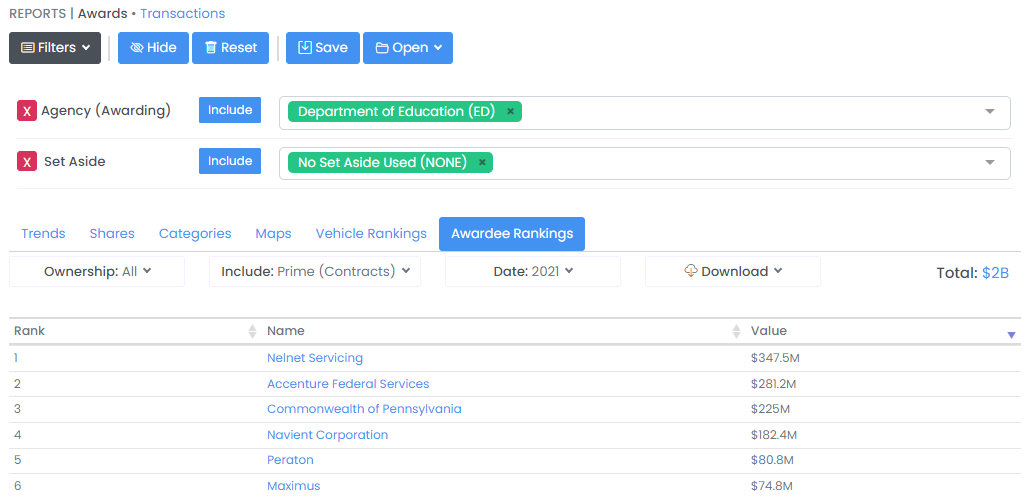 REPORTS | Awards • Transactions
Filters Hide Reset Save Open
X Agency (Awarding) Include Department of Education (ED) ×
X Set Aside Include No Set Aside Used (NONE) ×
Trends Shares Categories Maps Vehicle Rankings Awardee Rankings
Ownership: All Include: Prime (Contracts) Date: 2021 Download Total: $2B
Rank Name Value
1 Nelnet Servicing $347.5M
2 Accenture Federal Services $281.2M
3 Commonwealth of Pennsylvania $225M
4 Navient Corporation $182.4M
5 Peraton $80.8M
6 Maximus $74.8M